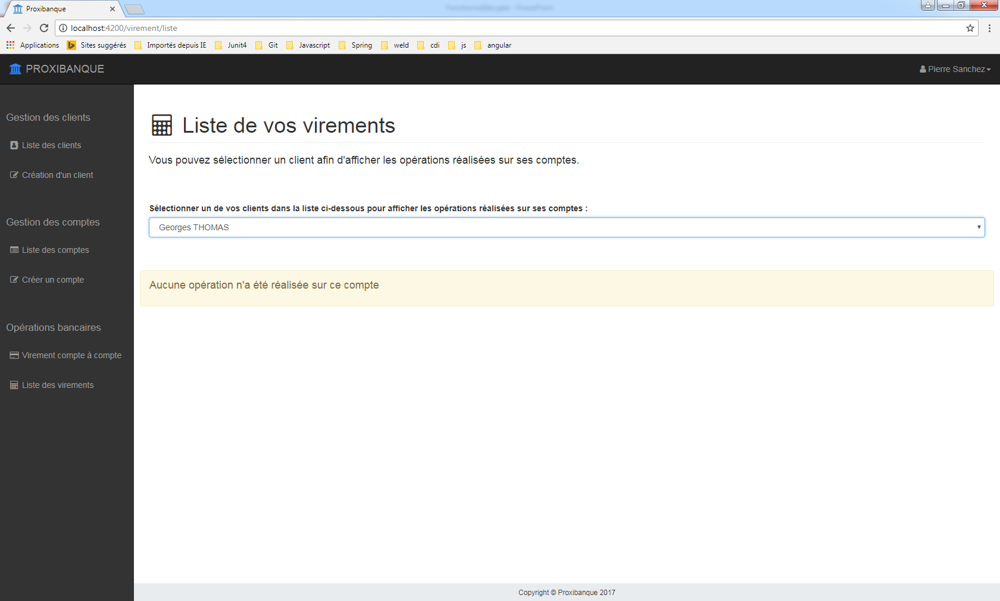 Proxibanque
localhost:4200/virement/liste
Applications Sites suggérés Importés depuis IE Junit4 Git Javascript Spring weld cdi js angular
PROXIBANQUE
Pierre Sanchez
Gestion des clients
Liste des clients
Création d'un client
Gestion des comptes
Liste des comptes
Créer un compte
Opérations bancaires
Virement compte à compte
Liste des virements
Liste de vos virements
Vous pouvez sélectionner un client afin d'afficher les opérations réalisées sur ses comptes.
Sélectionner un de vos clients dans la liste ci-dessous pour afficher les opérations réalisées sur ses comptes :
Georges THOMAS
Aucune opération n'a été réalisée sur ce compte
Copyright © Proxibanque 2017